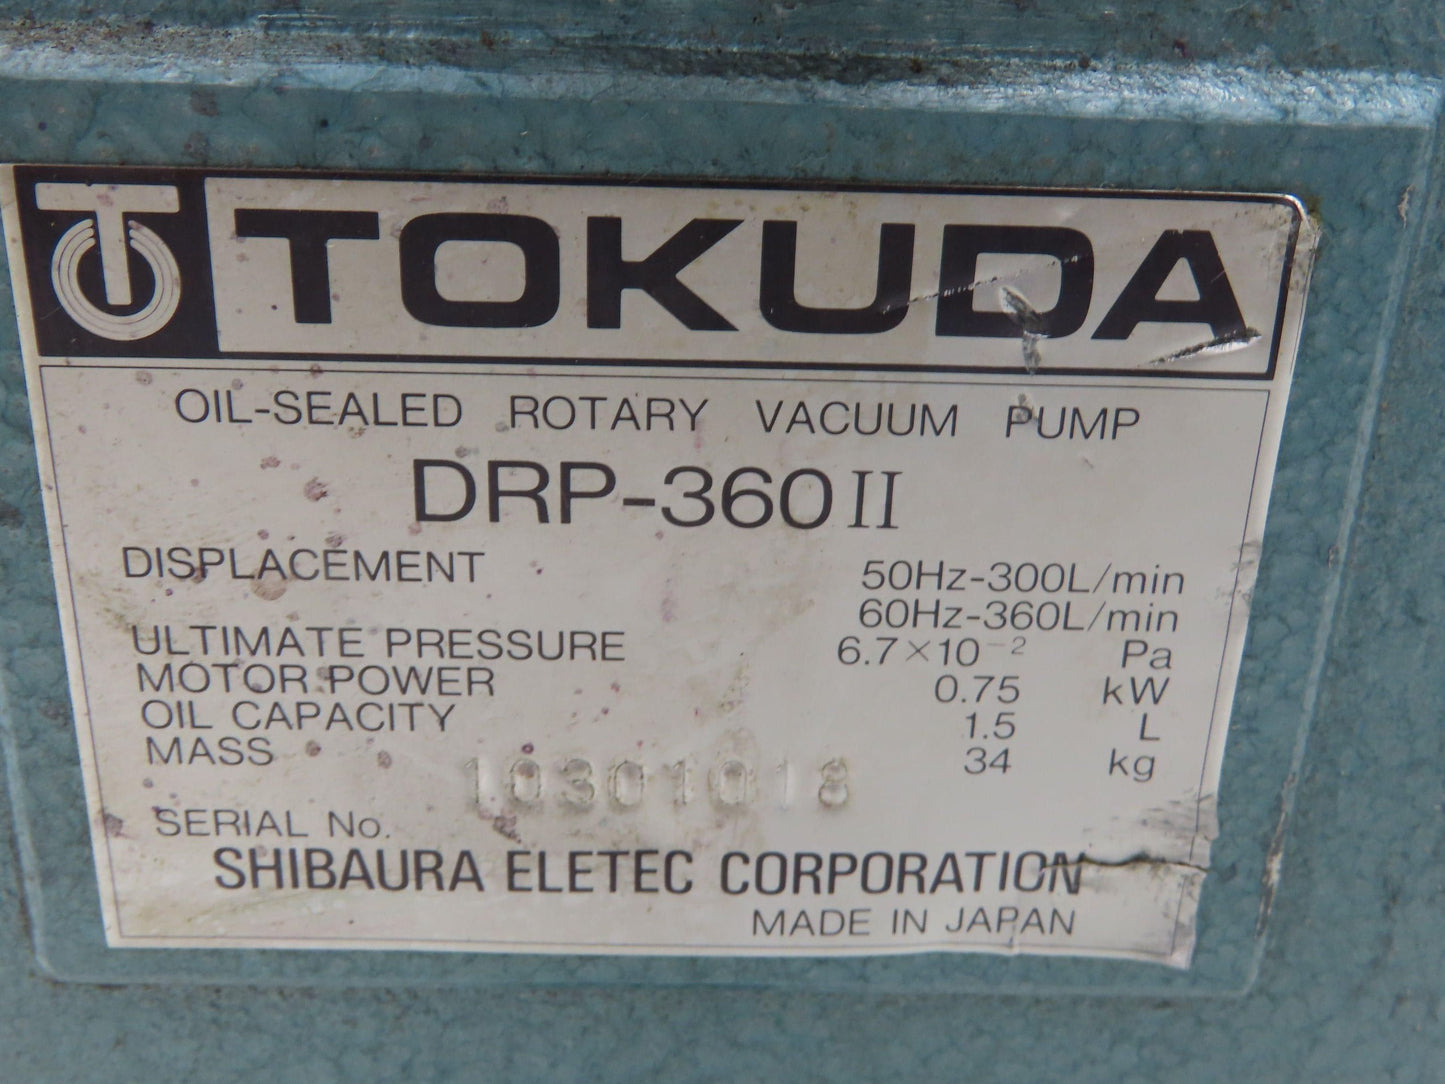 TOKUDA
OIL-SEALED ROTARY VACUUM PUMP
DRP-360II
DISPLACEMENT 50Hz-300L/min
60Hz-360L/min
ULTIMATE PRESSURE 6.7×10⁻² Pa
MOTOR POWER 0.75 kW
OIL CAPACITY 1.5 L
MASS 34 kg
SERIAL No. 10301018
SHIBAURA ELETEC CORPORATION
MADE IN JAPAN